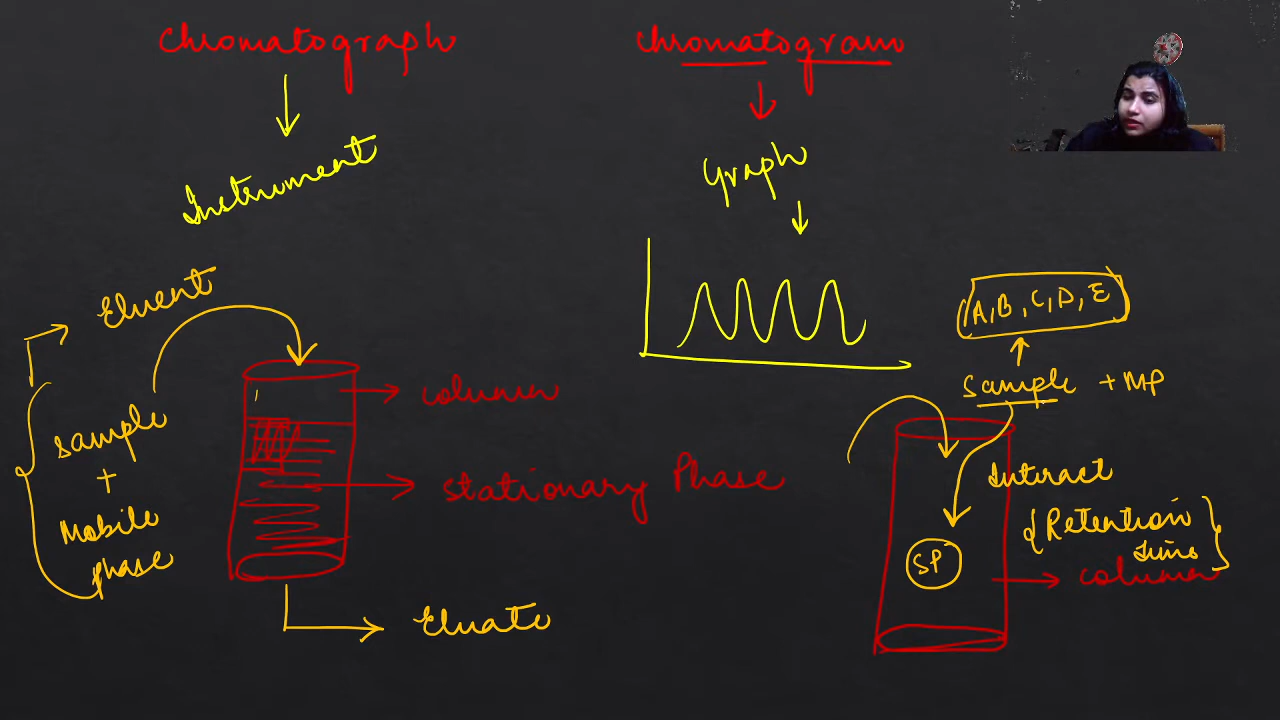 Chromatograph
Instrument
Eluent
Sample
+
Mobile
Phase
column
Stationary Phase
Eluate
Chromatogram
Graph
(A, B, C, D, E)
Sample + MP
Interact
{Retention
time}
SP
column